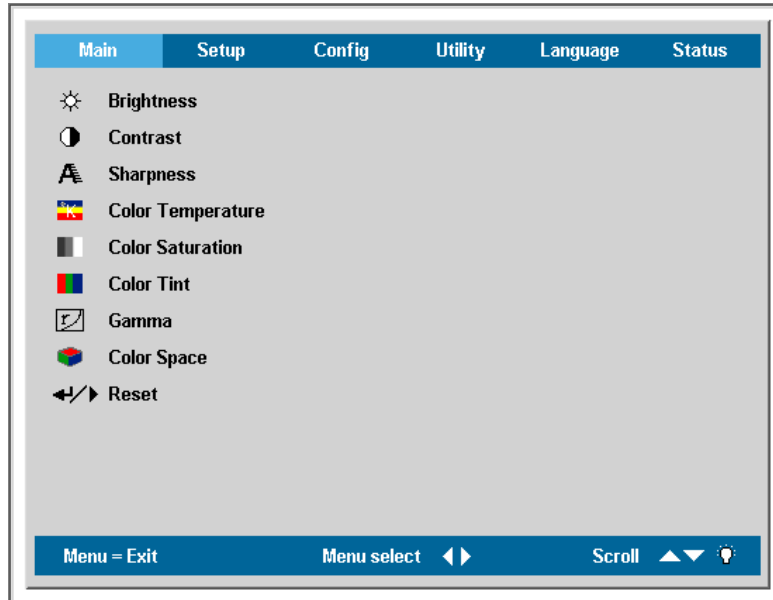 Main Setup Config Utility Language Status
Brightness
Contrast
Sharpness
Color Temperature
Color Saturation
Color Tint
Gamma
Color Space
Reset
Menu = Exit Menu select Scroll